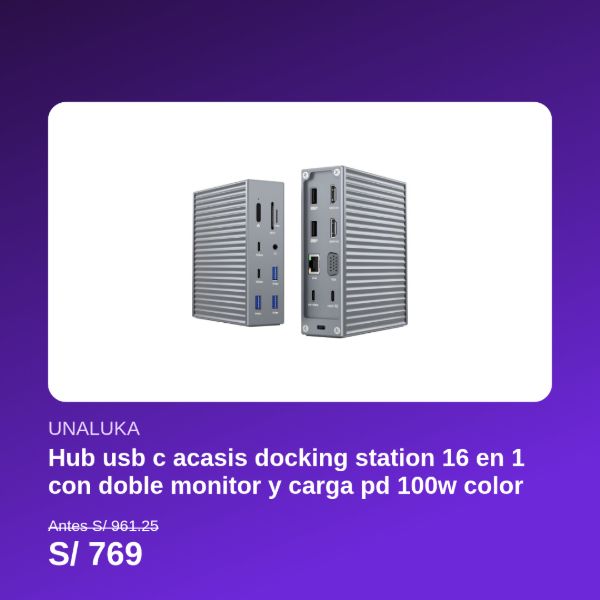 UNALUKA
Hub usb c acasis docking station 16 en 1
con doble monitor y carga pd 100w color
Antes S/ 961.25
S/ 769